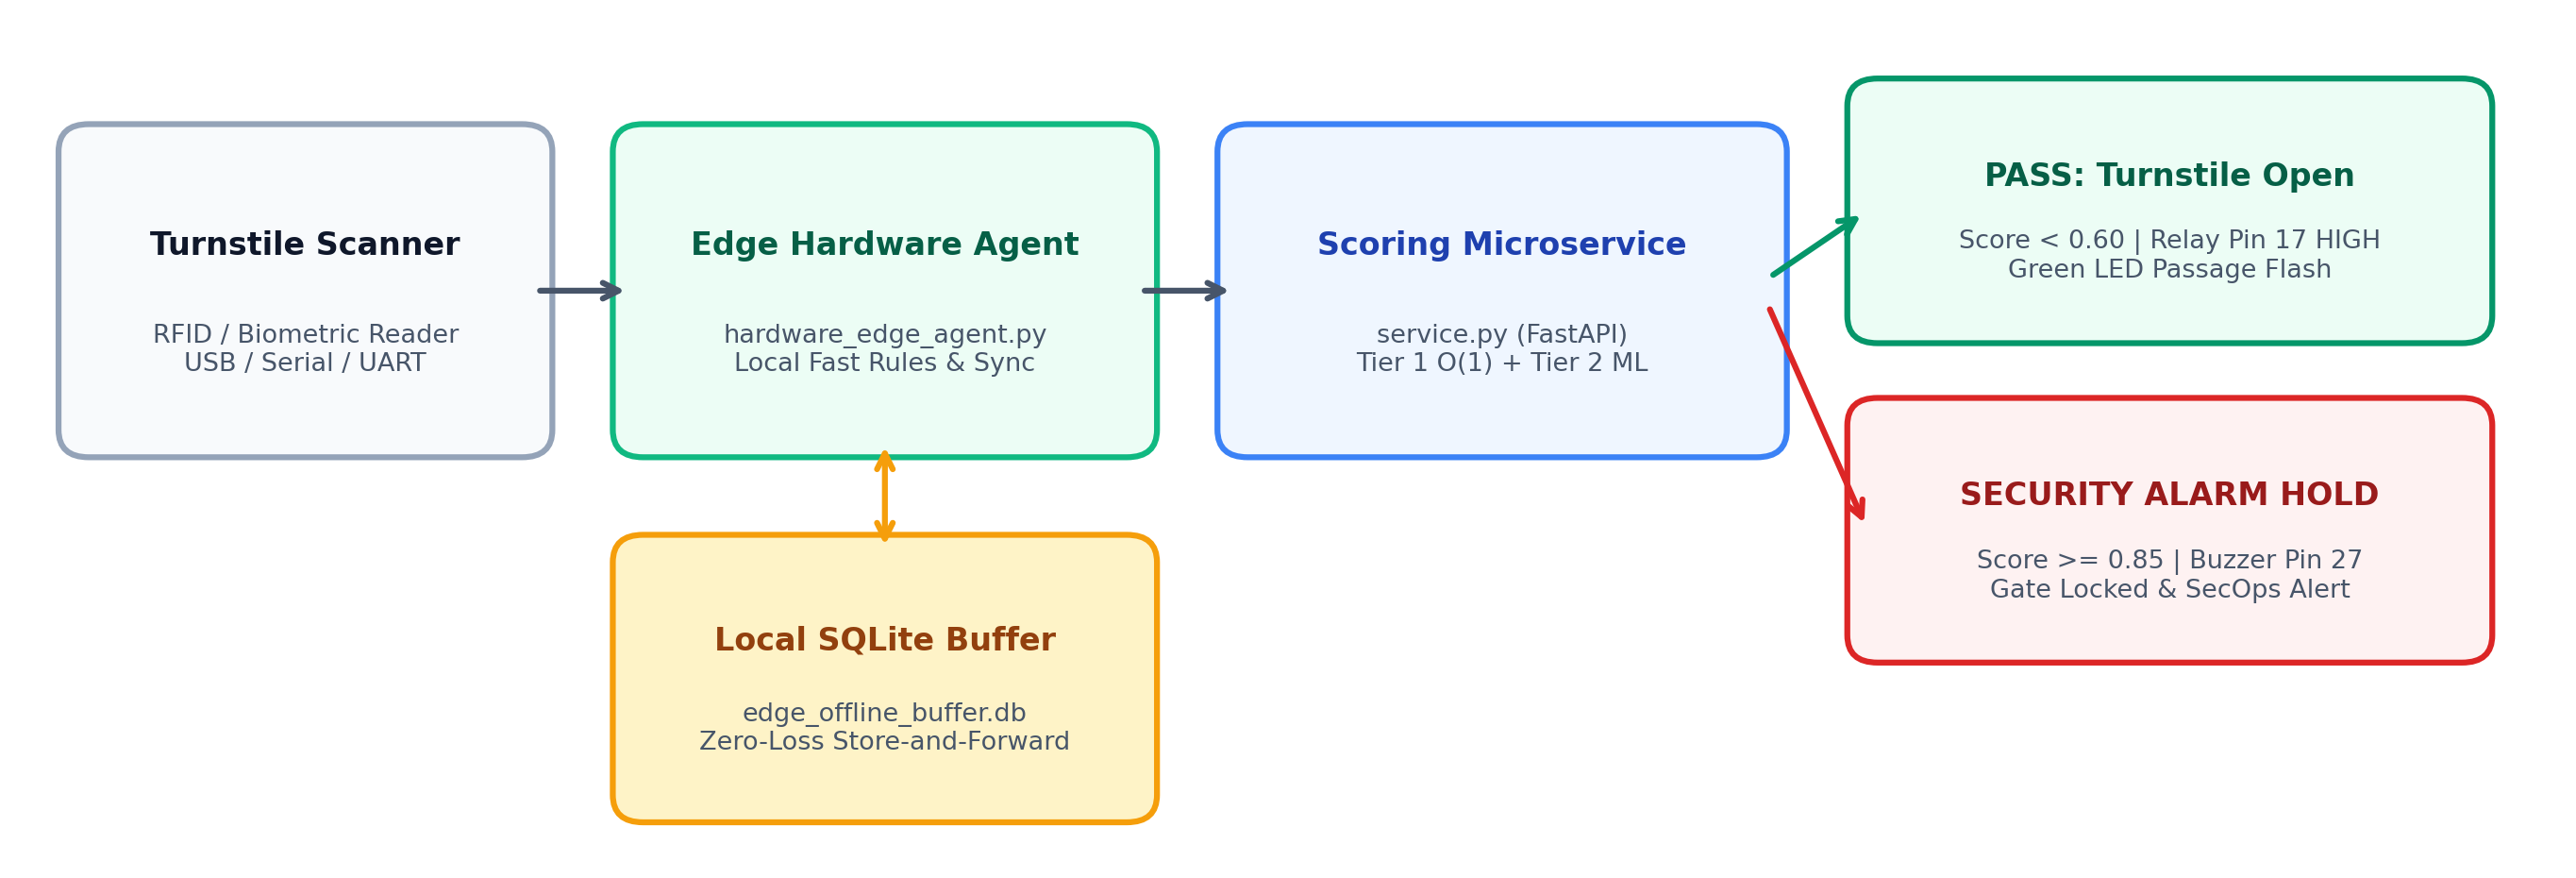 Turnstile Scanner
RFID / Biometric Reader
USB / Serial / UART
Edge Hardware Agent
hardware_edge_agent.py
Local Fast Rules & Sync
Scoring Microservice
service.py (FastAPI)
Tier 1 O(1) + Tier 2 ML
PASS: Turnstile Open
Score < 0.60 | Relay Pin 17 HIGH
Green LED Passage Flash
SECURITY ALARM HOLD
Score >= 0.85 | Buzzer Pin 27
Gate Locked & SecOps Alert
Local SQLite Buffer
edge_offline_buffer.db
Zero-Loss Store-and-Forward